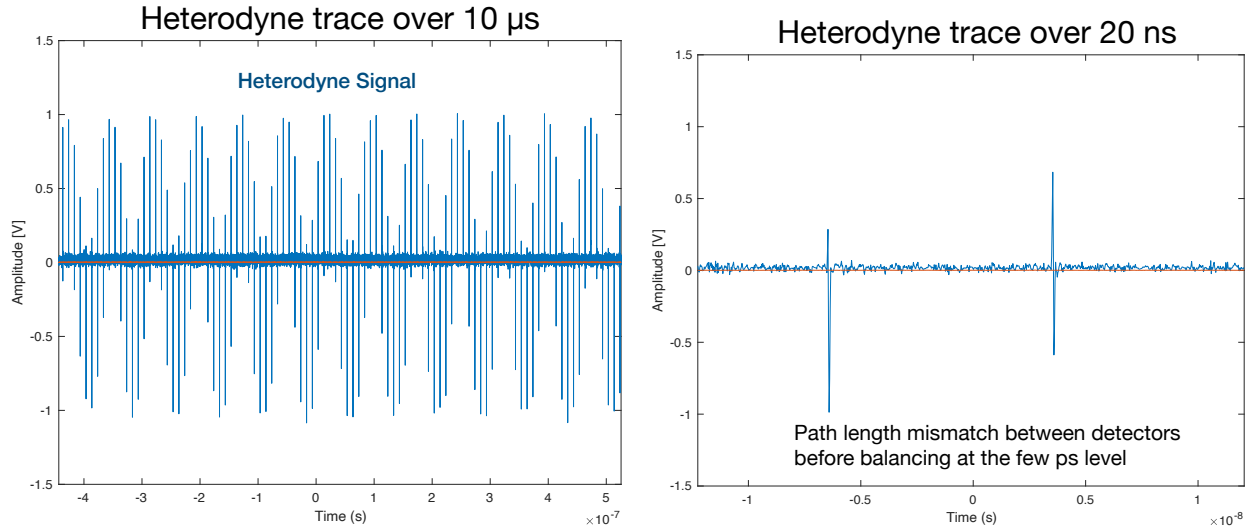 Heterodyne trace over 10 µs
1.5
Heterodyne Signal
1
0.5
0
-0.5
-1
-1.5
Amplitude [V]
-4 -3 -2 -1 0 1 2 3 4 5
Time (s)
×10⁻⁷
Heterodyne trace over 20 ns
1.5
1
0.5
0
-0.5
-1
-1.5
Amplitude [V]
Path length mismatch between detectors
before balancing at the few ps level
-1 -0.5 0 0.5 1
Time (s)
×10⁻⁸